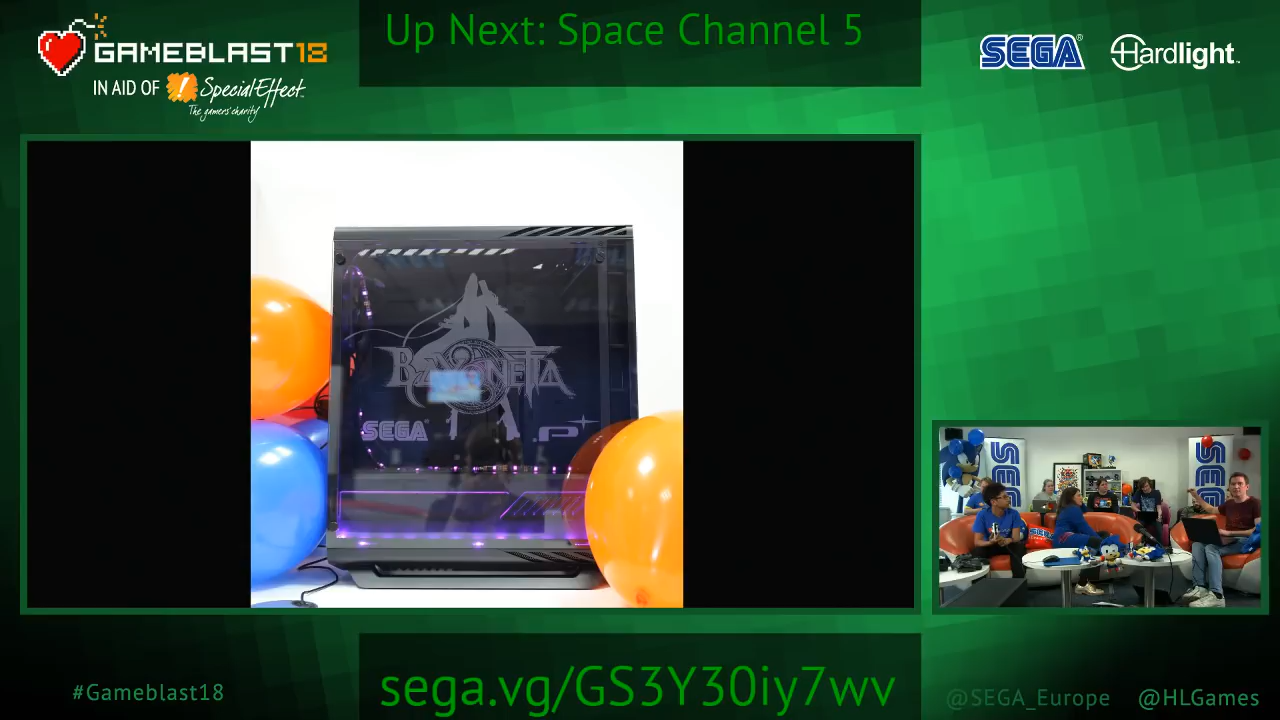 Up Next: Space Channel 5
GAMEBLAST18
IN AID OF ! SpecialEffect
The gamers' charity
SEGA® Hardlight™
BAYONETTA
SEGA P
SEGA SEGA
sega.vg/GS3Y30iy7wv
#Gameblast18
@SEGA_Europe @HLGames